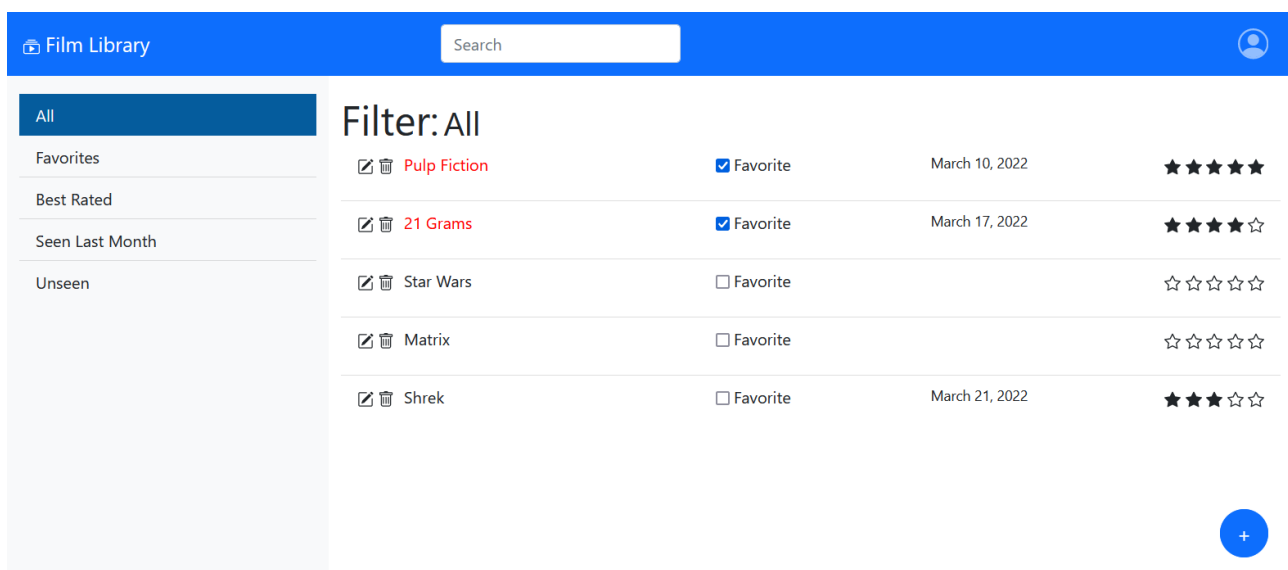 Film Library
Search
All
Favorites
Best Rated
Seen Last Month
Unseen
Filter: All
Pulp Fiction Favorite March 10, 2022
21 Grams Favorite March 17, 2022
Star Wars Favorite
Matrix Favorite
Shrek Favorite March 21, 2022
+